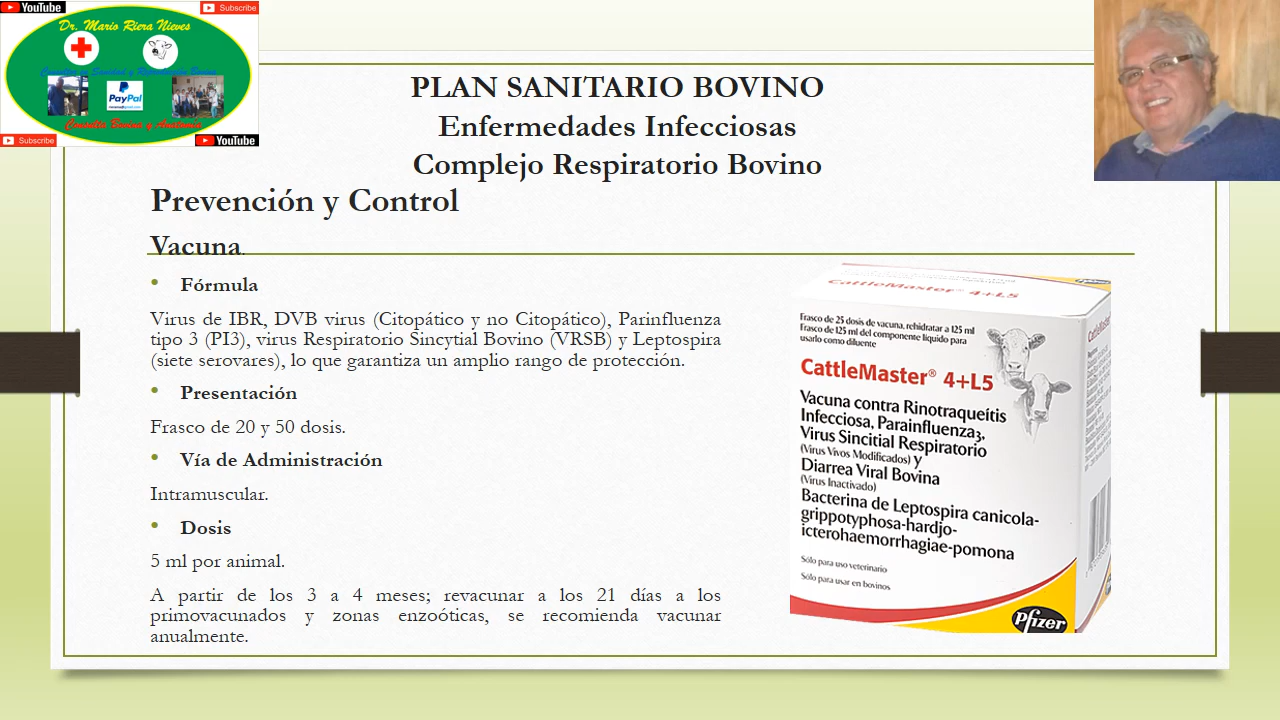 YouTube
Subscribe
Dr. Mario Riera Nieves
PayPal
Consulta Bovina y Anatomía
Subscribe
YouTube
PLAN SANITARIO BOVINO
Enfermedades Infecciosas
Complejo Respiratorio Bovino
Prevención y Control
Vacuna.
• Fórmula
Virus de IBR, DVB virus (Citopático y no Citopático), Parinfluenza
tipo 3 (PI3), virus Respiratorio Sincytial Bovino (VRSB) y Leptospira
(siete serovares), lo que garantiza un amplio rango de protección.
• Presentación
Frasco de 20 y 50 dosis.
• Vía de Administración
Intramuscular.
• Dosis
5 ml por animal.
A partir de los 3 a 4 meses; revacunar a los 21 días a los
primovacunados y zonas enzoóticas, se recomienda vacunar
anualmente.
CattleMaster® 4+L5
Frasco de 25 dosis de vacuna, rehidratar a 125 ml
Frasco de 125 ml del componente líquido para
usarlo como diluente
CattleMaster® 4+L5
Vacuna contra Rinotraqueítis
Infecciosa, Parainfluenza3,
Virus Sincitial Respiratorio
(Virus Vivos Modificados) y
Diarrea Viral Bovina
(Virus Inactivado)
Bacterina de Leptospira canicola-
grippotyphosa-hardjo-
icterohaemorrhagiae-pomona
Sólo para uso veterinario
Sólo para usar en bovinos
Pfizer
CattleMas